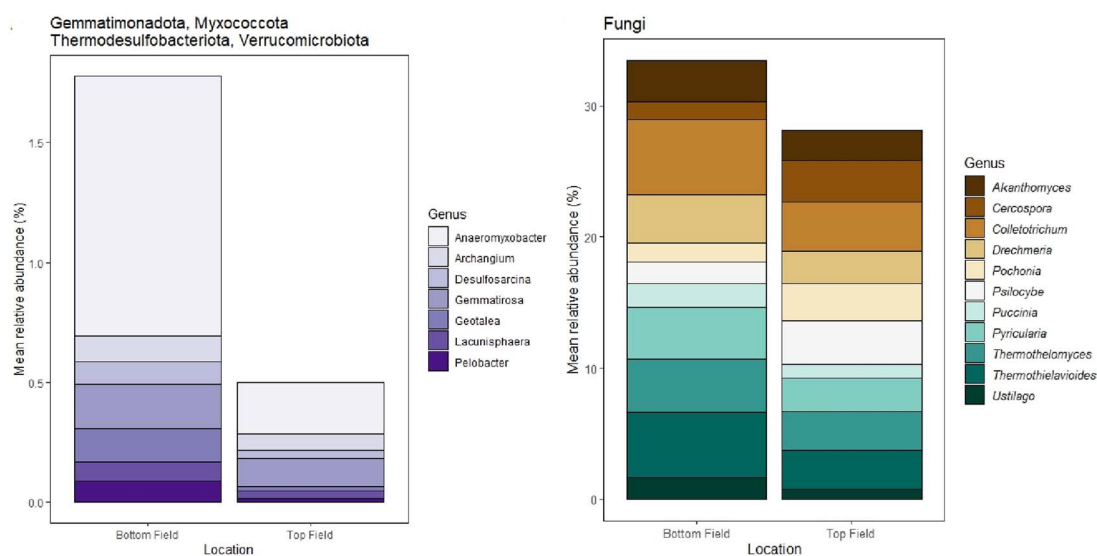 Gemmatimonadota, Myxococcota
Thermodesulfobacteriota, Verrucomicrobiota
Mean relative abundance (%)
1.5
1.0
0.5
0.0
Bottom Field
Top Field
Location
Genus
Anaeromyxobacter
Archangium
Desulfosarcina
Gemmatirosa
Geotalea
Lacunisphaera
Pelobacter
Fungi
Mean relative abundance (%)
30
20
10
0
Bottom Field
Top Field
Location
Genus
Akanthomyces
Cercospora
Colletotrichum
Drechmeria
Pochonia
Psilocybe
Puccinia
Pyricularia
Thermothelomyces
Thermothielavioides
Ustilago